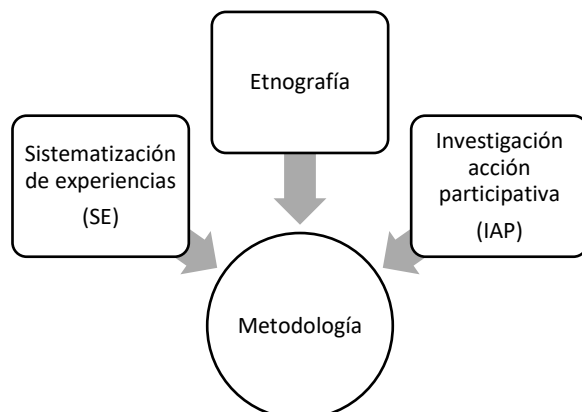 Etnografía
Sistematización
de experiencias
(SE)
Investigación
acción
participativa
(IAP)
Metodología